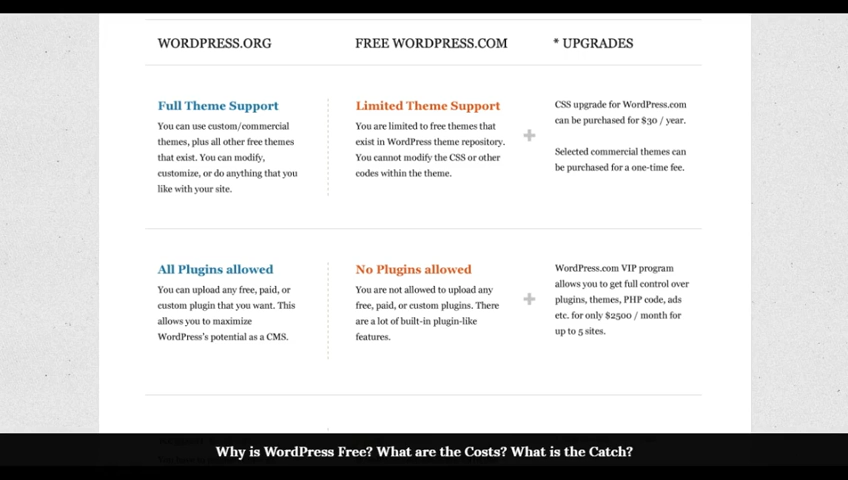 WORDPRESS.ORG
FREE WORDPRESS.COM
* UPGRADES
Full Theme Support
You can use custom/commercial
themes, plus all other free themes
that exist. You can modify,
customize, or do anything that you
like with your site.
Limited Theme Support
You are limited to free themes that
exist in WordPress theme repository.
You cannot modify the CSS or other
codes within the theme.
+
CSS upgrade for WordPress.com
can be purchased for $30 / year.
Selected commercial themes can
be purchased for a one-time fee.
All Plugins allowed
You can upload any free, paid, or
custom plugin that you want. This
allows you to maximize
WordPress's potential as a CMS.
No Plugins allowed
You are not allowed to upload any
free, paid, or custom plugins. There
are a lot of built-in plugin-like
features.
+
WordPress.com VIP program
allows you to get full control over
plugins, themes, PHP code, ads
etc. for only $2500 / month for
up to 5 sites.
Why is WordPress Free? What are the Costs? What is the Catch?